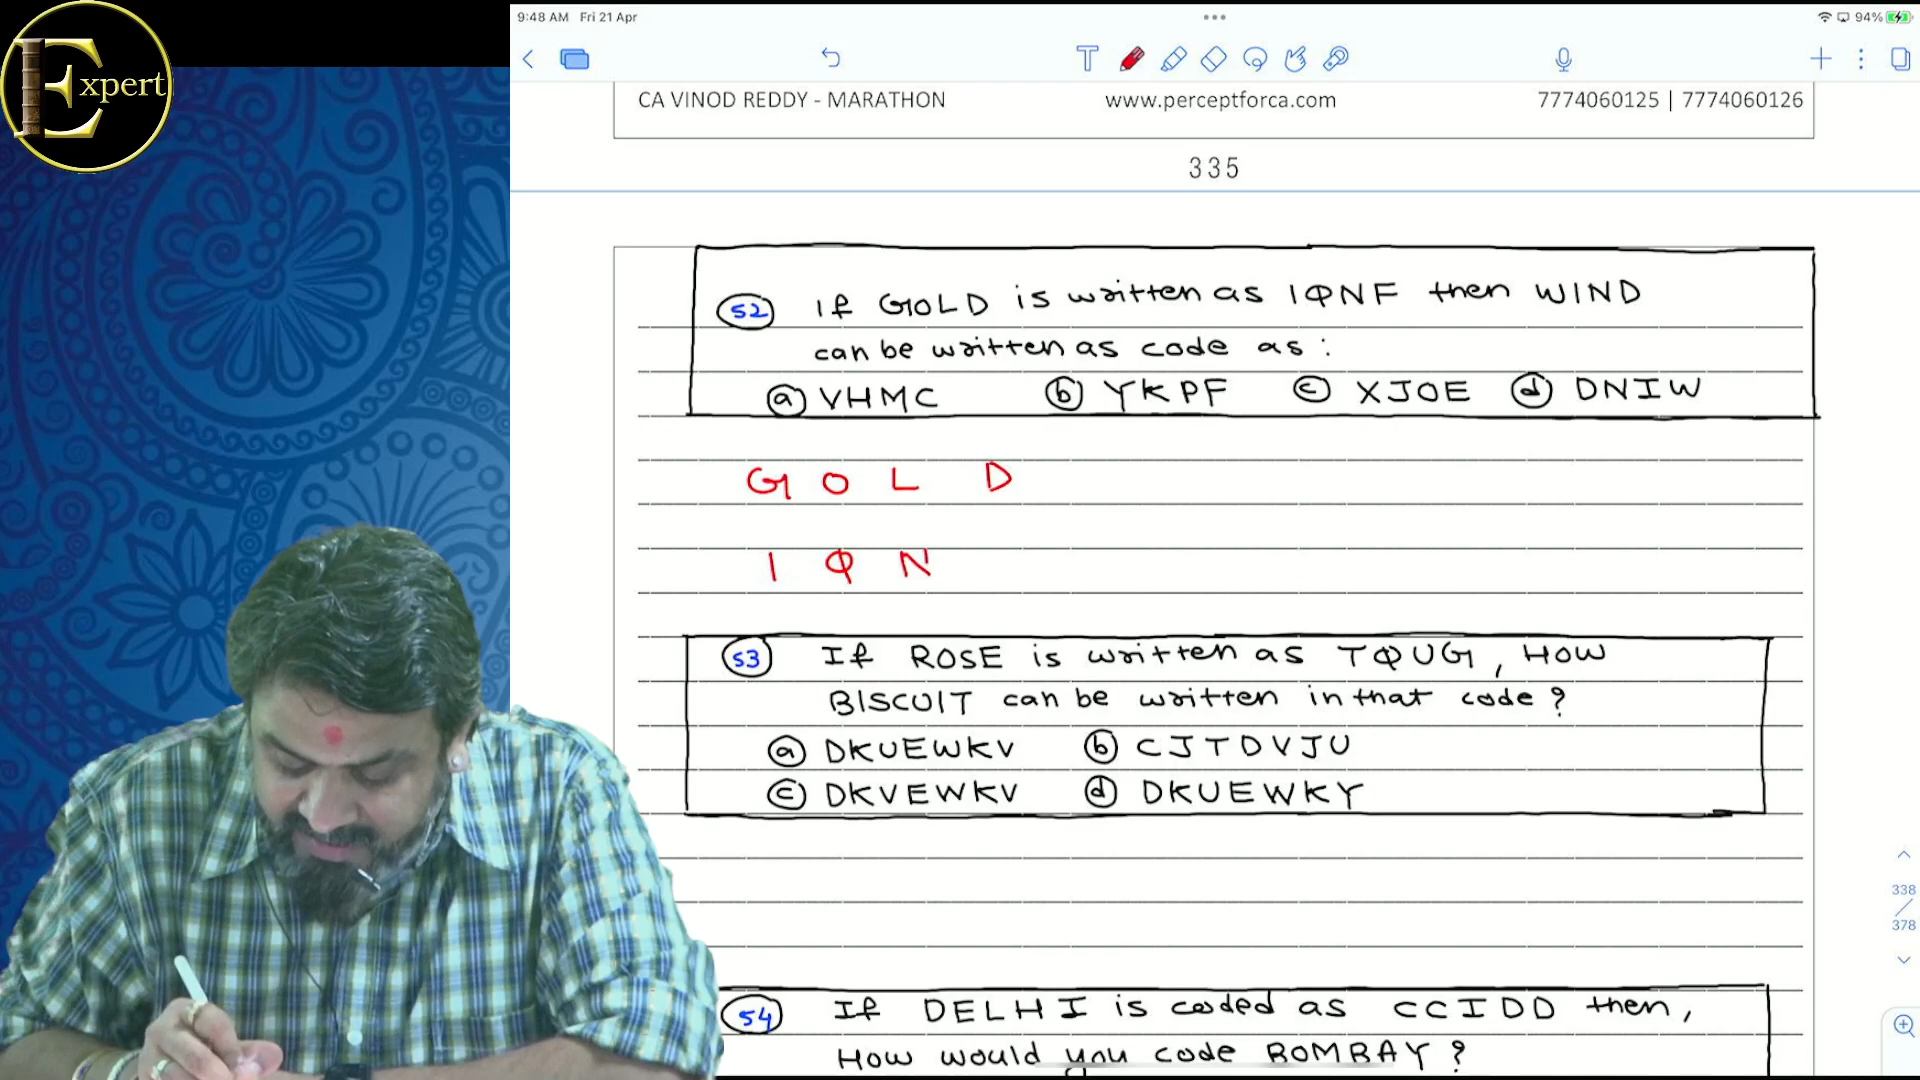 9:48 AM Fri 21 Apr
94%
Expert
CA VINOD REDDY - MARATHON www.perceptforca.com 7774060125 | 7774060126
335
52 If GOLD is written as IQNF then WIND
can be written as code as :
a VHMC b YKPF c XJOE d DNIW
G O L D
I Q N
53 If ROSE is written as TQUG, HOW
BISCUIT can be written in that code ?
a DKUEWKV b CJTDVJU
c DKVEWKV d DKUEWKY
338
378
54 If DELHI is coded as CCIDD then,
How would you code BOMBAY ?